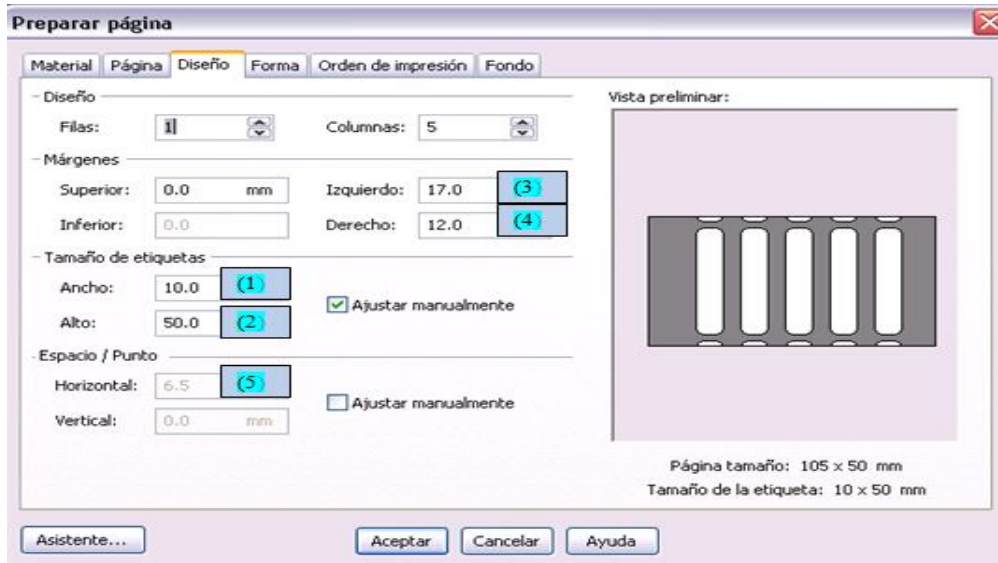 Preparar página
Material Página Diseño Forma Orden de impresión Fondo
Diseño
Filas: 1 Columnas: 5
Márgenes
Superior: 0.0 mm Izquierdo: 17.0 (3)
Inferior: 0.0 Derecho: 12.0 (4)
Tamaño de etiquetas
Ancho: 10.0 (1)
Ajustar manualmente
Alto: 50.0 (2)
Espacio / Punto
Horizontal: 6.5 (5)
Ajustar manualmente
Vertical: 0.0 mm
Vista preliminar:
Página tamaño: 105 x 50 mm
Tamaño de la etiqueta: 10 x 50 mm
Asistente... Aceptar Cancelar Ayuda